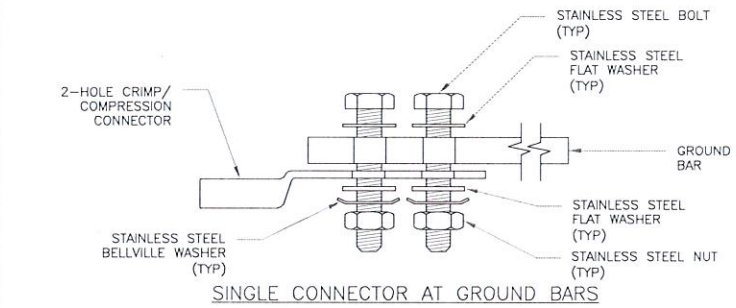 STAINLESS STEEL BOLT
(TYP)
STAINLESS STEEL
FLAT WASHER
(TYP)
2-HOLE CRIMP/
COMPRESSION
CONNECTOR
GROUND
BAR
STAINLESS STEEL
FLAT WASHER
(TYP)
STAINLESS STEEL
BELLVILLE WASHER
(TYP)
STAINLESS STEEL NUT
(TYP)
SINGLE CONNECTOR AT GROUND BARS